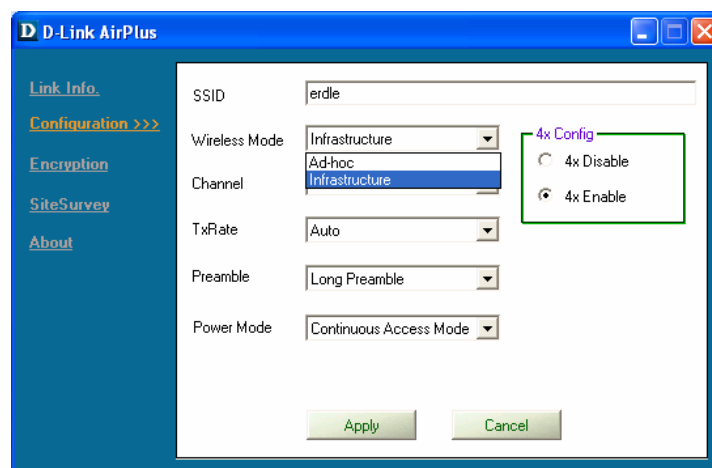 D D-Link AirPlus
Link Info.
Configuration >>>
Encryption
SiteSurvey
About
SSID
erdle
Wireless Mode
Infrastructure
Ad-hoc
Infrastructure
4x Config
4x Disable
4x Enable
Channel
TxRate
Auto
Preamble
Long Preamble
Power Mode
Continuous Access Mode
Apply
Cancel